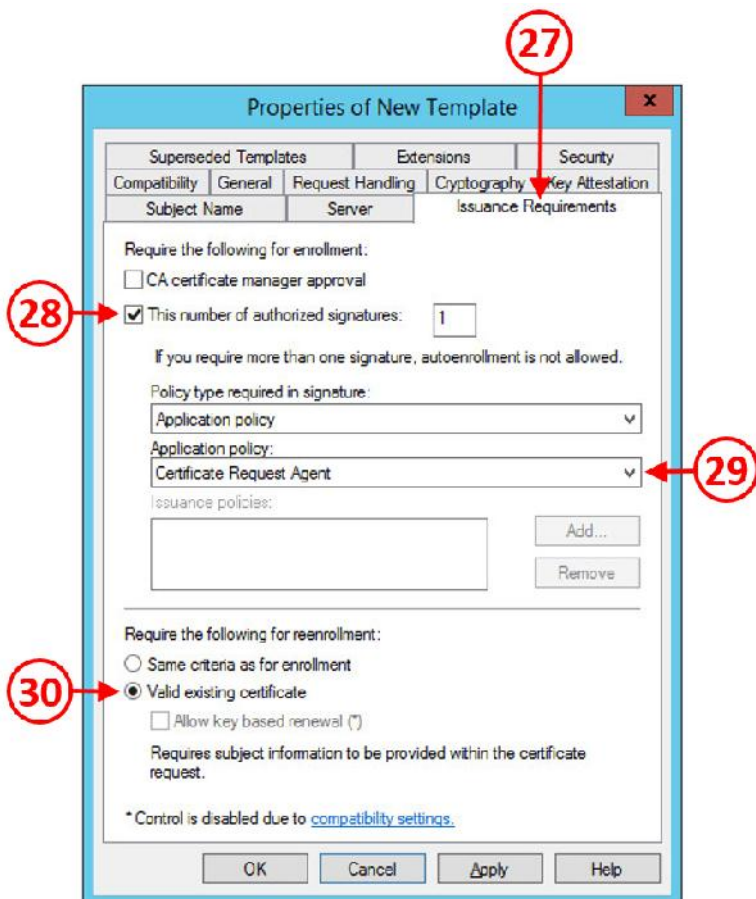 27
Properties of New Template
x
Superseded Templates Extensions Security
Compatibility General Request Handling Cryptography Key Attestation
Subject Name Server Issuance Requirements
Require the following for enrollment:
CA certificate manager approval
28
This number of authorized signatures: 1
If you require more than one signature, autoenrollment is not allowed.
Policy type required in signature:
Application policy
Application policy:
Certificate Request Agent
29
Issuance policies:
Add...
Remove
Require the following for reenrollment:
Same criteria as for enrollment
30
Valid existing certificate
Allow key based renewal (*)
Requires subject information to be provided within the certificate
request.
* Control is disabled due to compatibility settings.
OK Cancel Apply Help